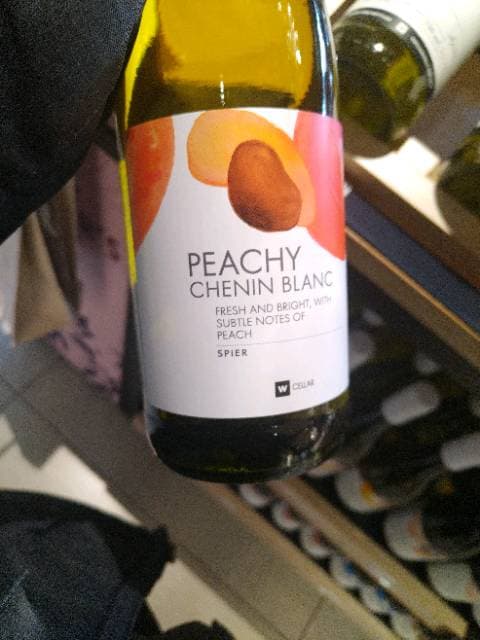 PEACHY
CHENIN BLANC
FRESH AND BRIGHT, WITH
SUBTLE NOTES OF
PEACH
SPIER
W CELLAR